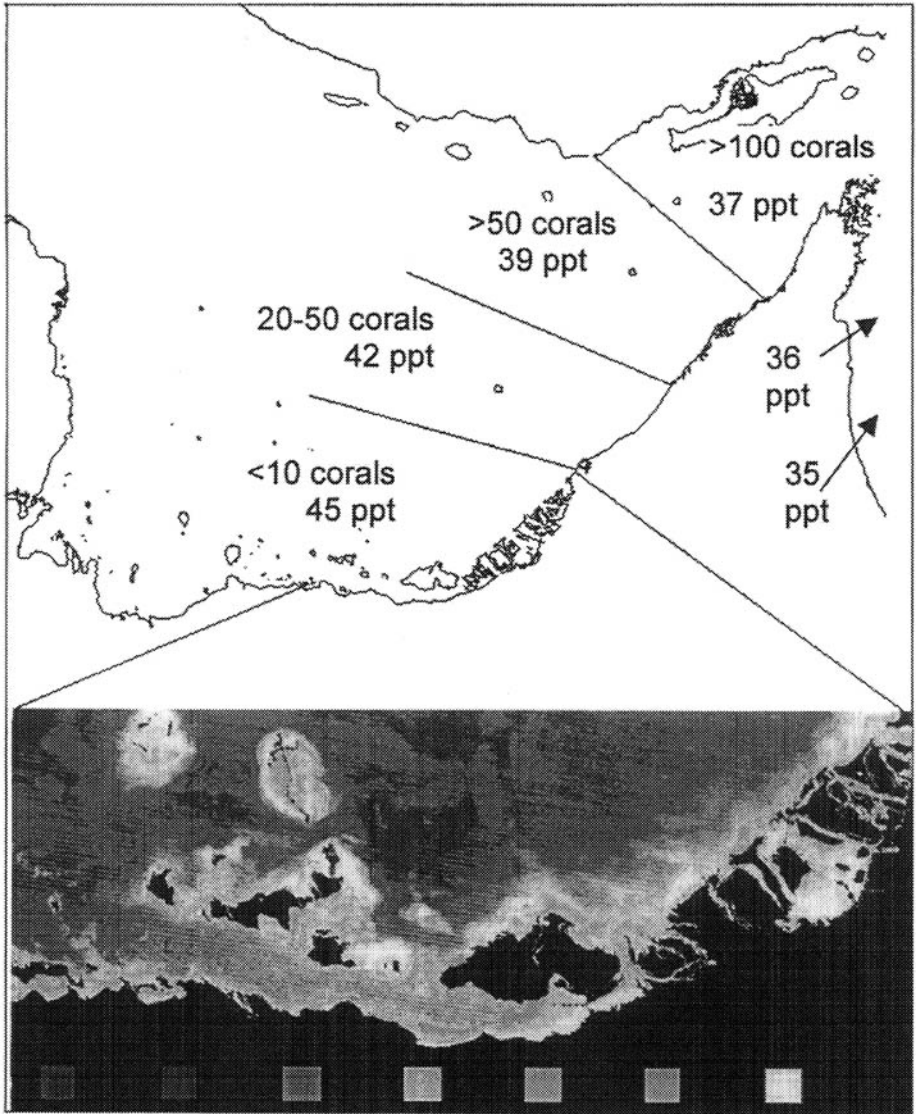 >100 corals
37 ppt
>50 corals
39 ppt
20-50 corals
42 ppt
36
ppt
<10 corals
45 ppt
35
ppt